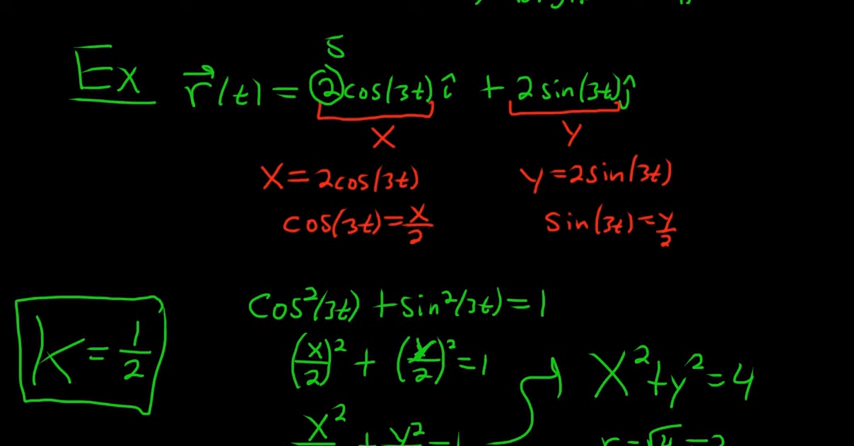 5
Ex r⃗(t) = 2cos(3t)î + 2sin(3t)ĵ
X Y
X = 2cos(3t) y = 2sin(3t)
cos(3t) = x/2 sin(3t) = y/2
cos²(3t) + sin²(3t) = 1
K = 1/2 (x/2)² + (y/2)² = 1 X² + y² = 4